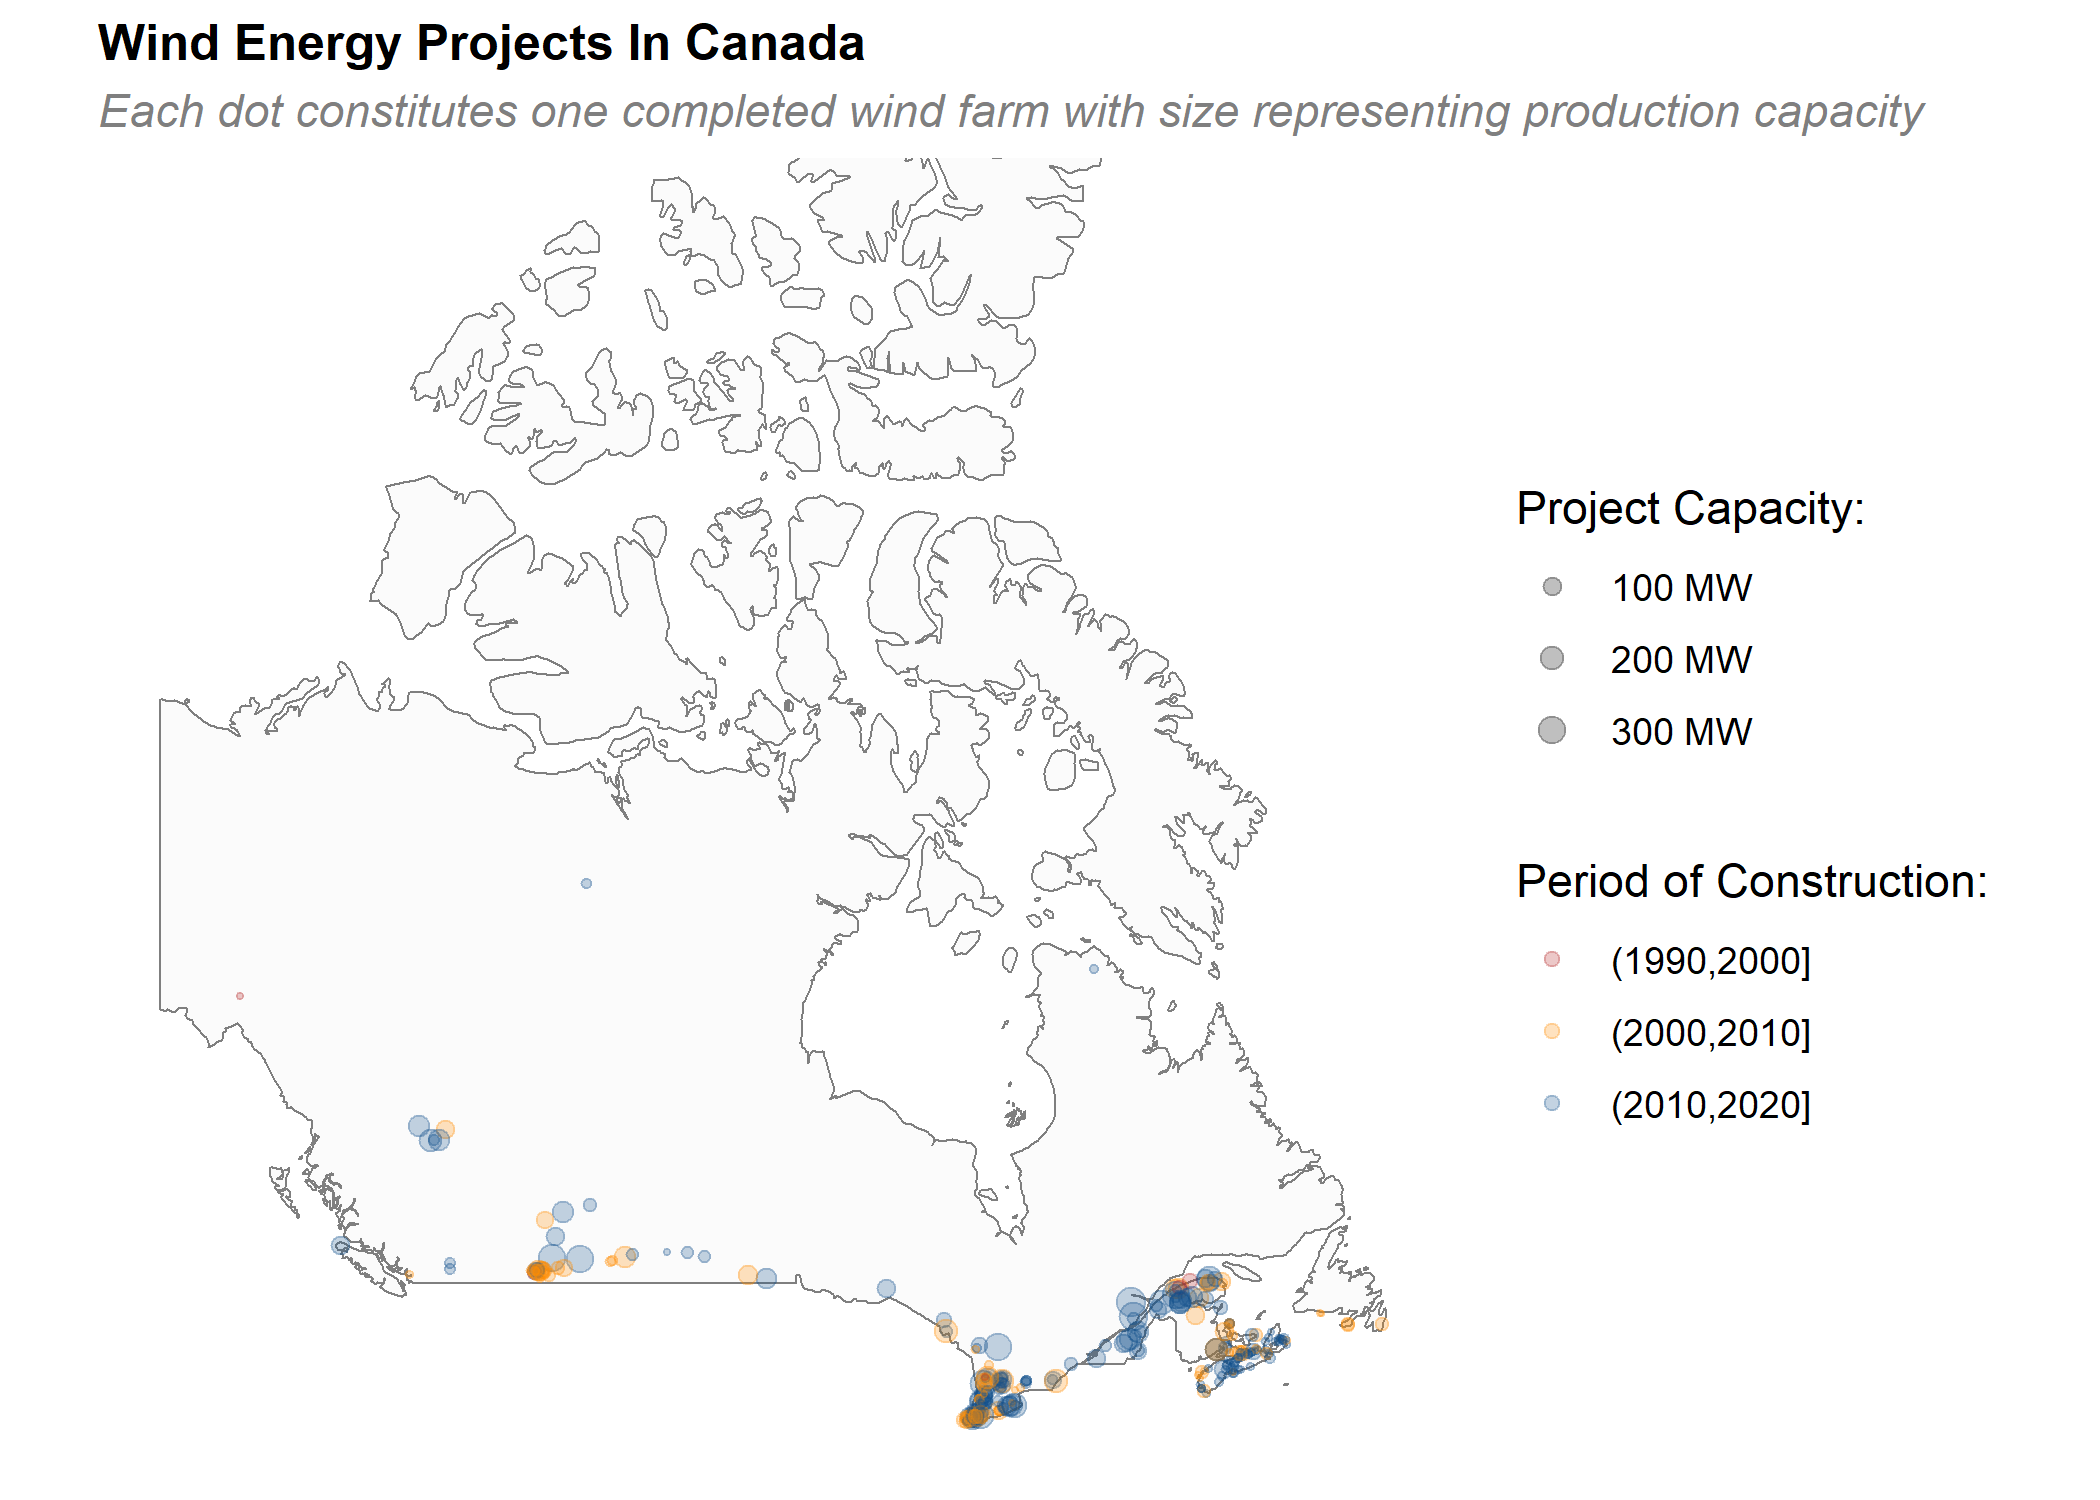 Wind Energy Projects In Canada
Each dot constitutes one completed wind farm with size representing production capacity
Project Capacity:
100 MW
200 MW
300 MW
Period of Construction:
(1990,2000]
(2000,2010]
(2010,2020]